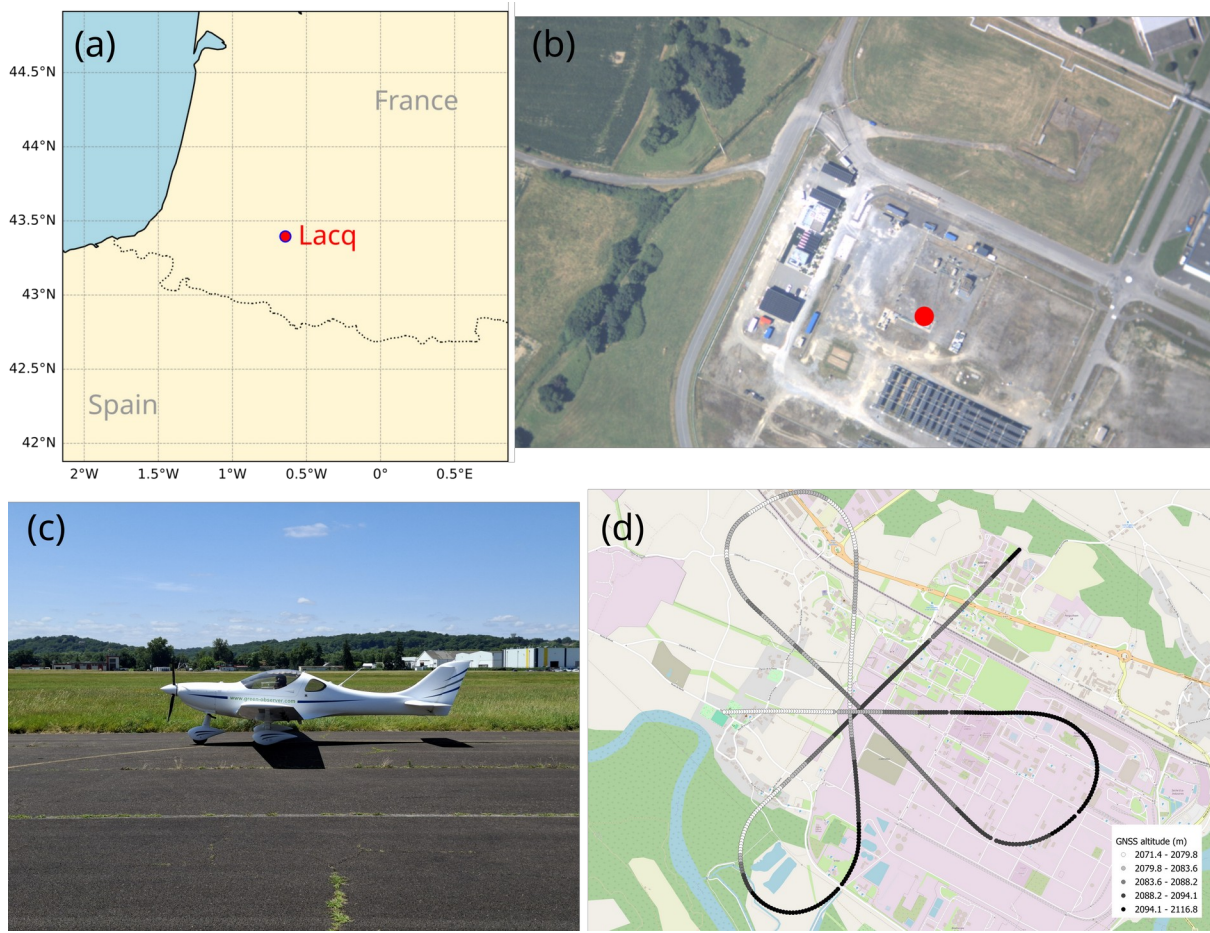 (a)
44.5°N
France
44°N
43.5°N
Lacq
43°N
42.5°N
Spain
42°N
2°W 1.5°W 1°W 0.5°W 0° 0.5°E
(b)
(c)
(d)
GNSS altitude (m)
2071.4 - 2079.8
2079.8 - 2083.6
2083.6 - 2088.2
2088.2 - 2094.1
2094.1 - 2116.8